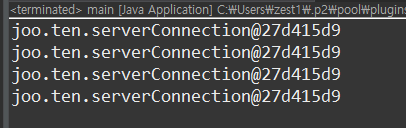 <terminated> main [Java Application] C:₩Users₩zest1₩.p2₩pool₩plugins
joo.ten.serverConnection@27d415d9
joo.ten.serverConnection@27d415d9
joo.ten.serverConnection@27d415d9
joo.ten.serverConnection@27d415d9